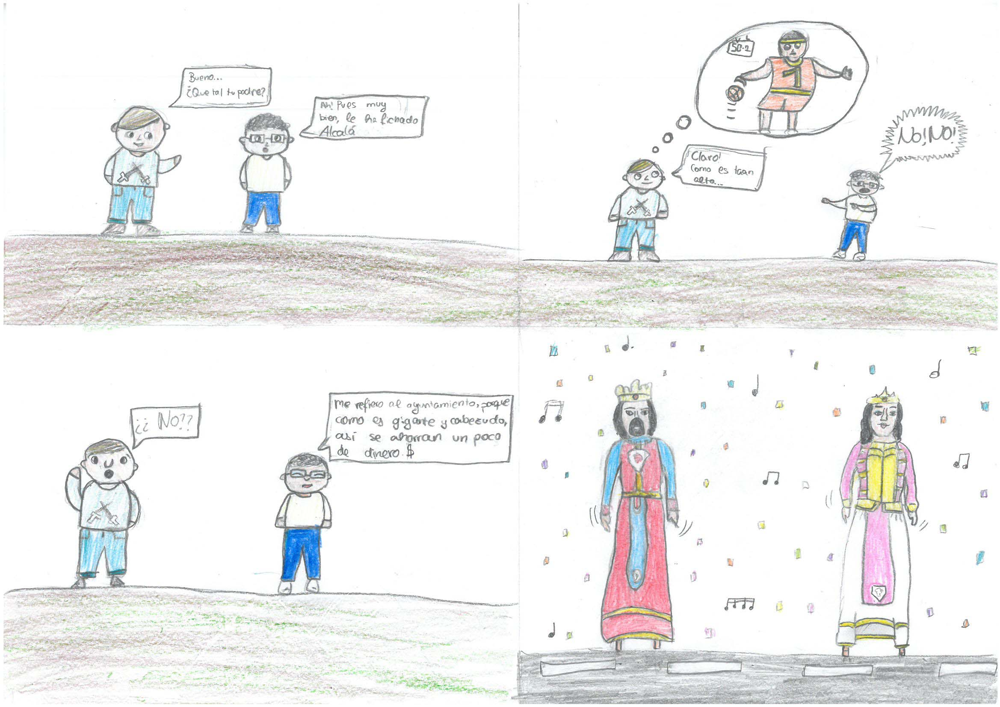 Bueno...
¿Que tal tu padre?
Ah! Pues muy
bien, le ha fichado
Alcalá
50-2
1
Claro!
Como es taan
alto...
No¡NO!
¿¿ NO??
me refiero al ayuntamiento, porque
como es gigante y cabezudo,
así se ahorran un poco
de dinero $